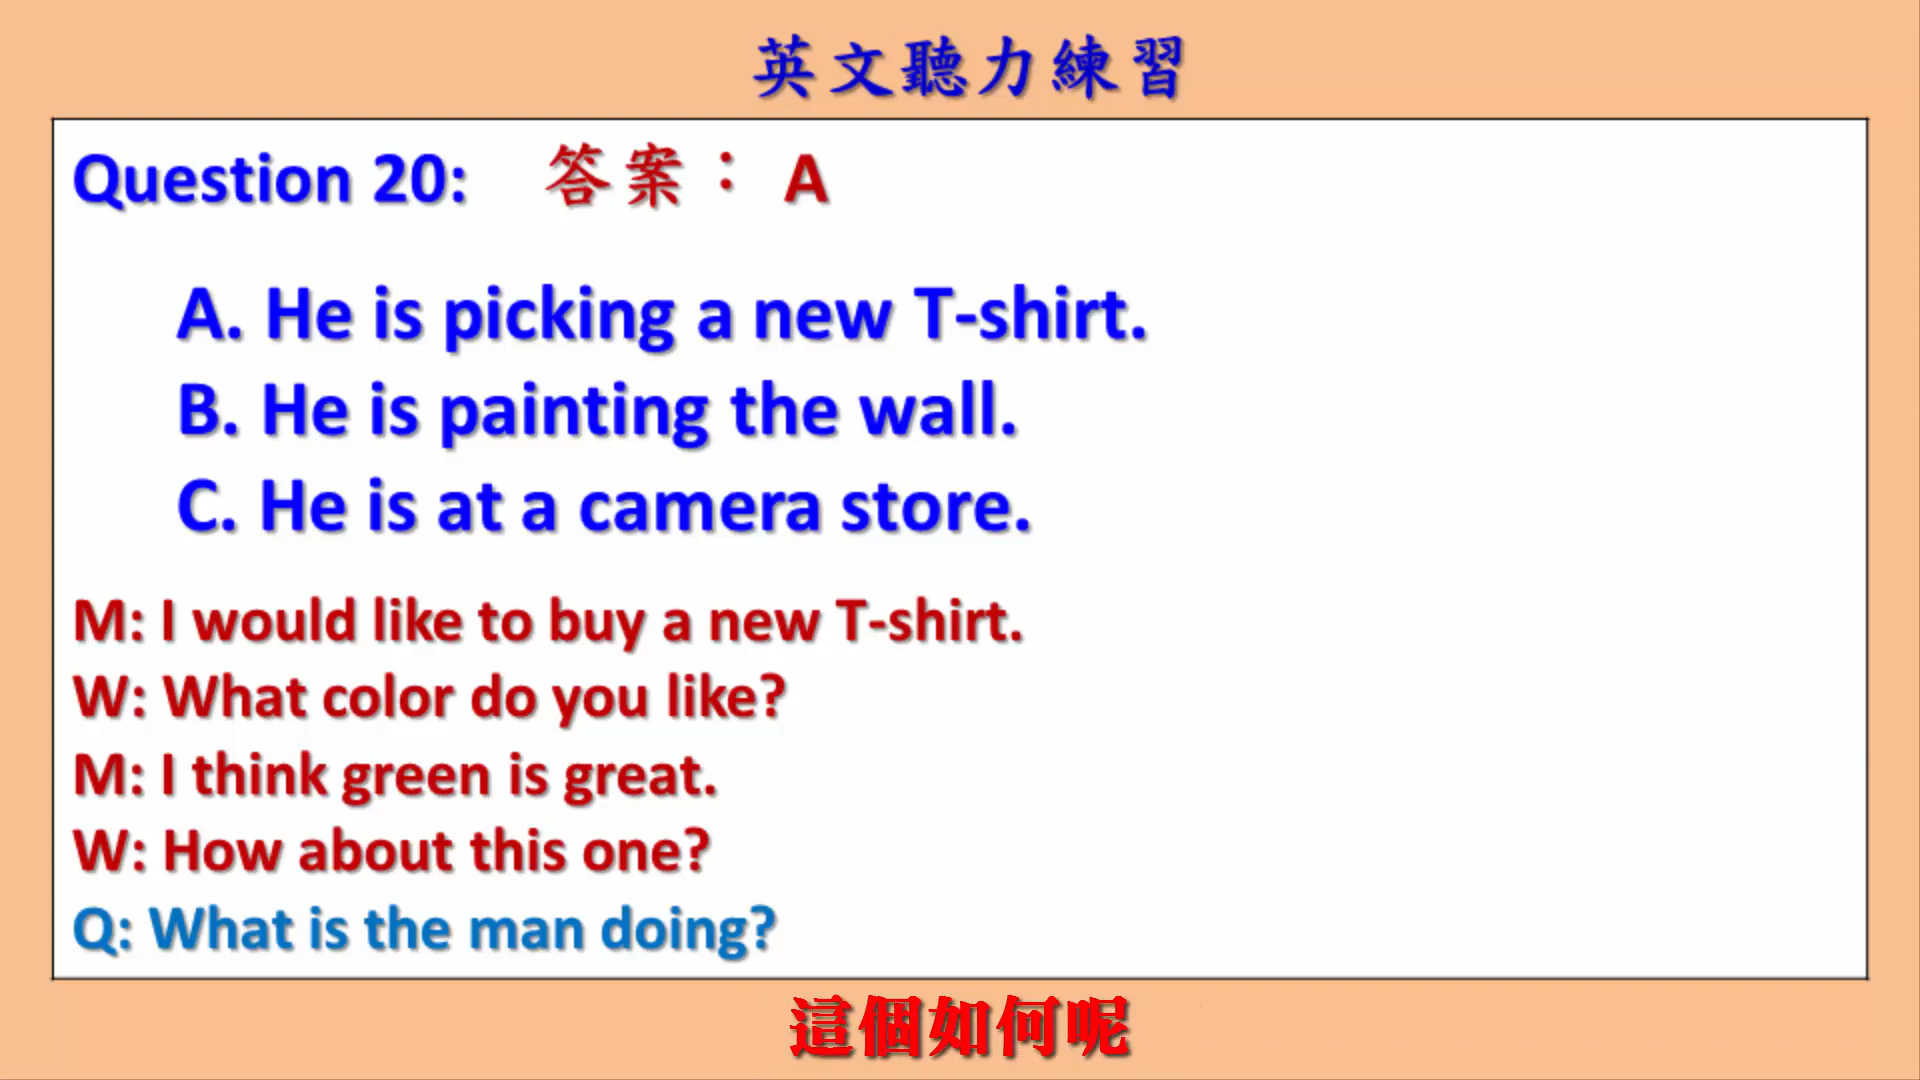 英文聽力練習
Question 20: 答案： A
A. He is picking a new T-shirt.
B. He is painting the wall.
C. He is at a camera store.
M: I would like to buy a new T-shirt.
W: What color do you like?
M: I think green is great.
W: How about this one?
Q: What is the man doing?
這個如何呢